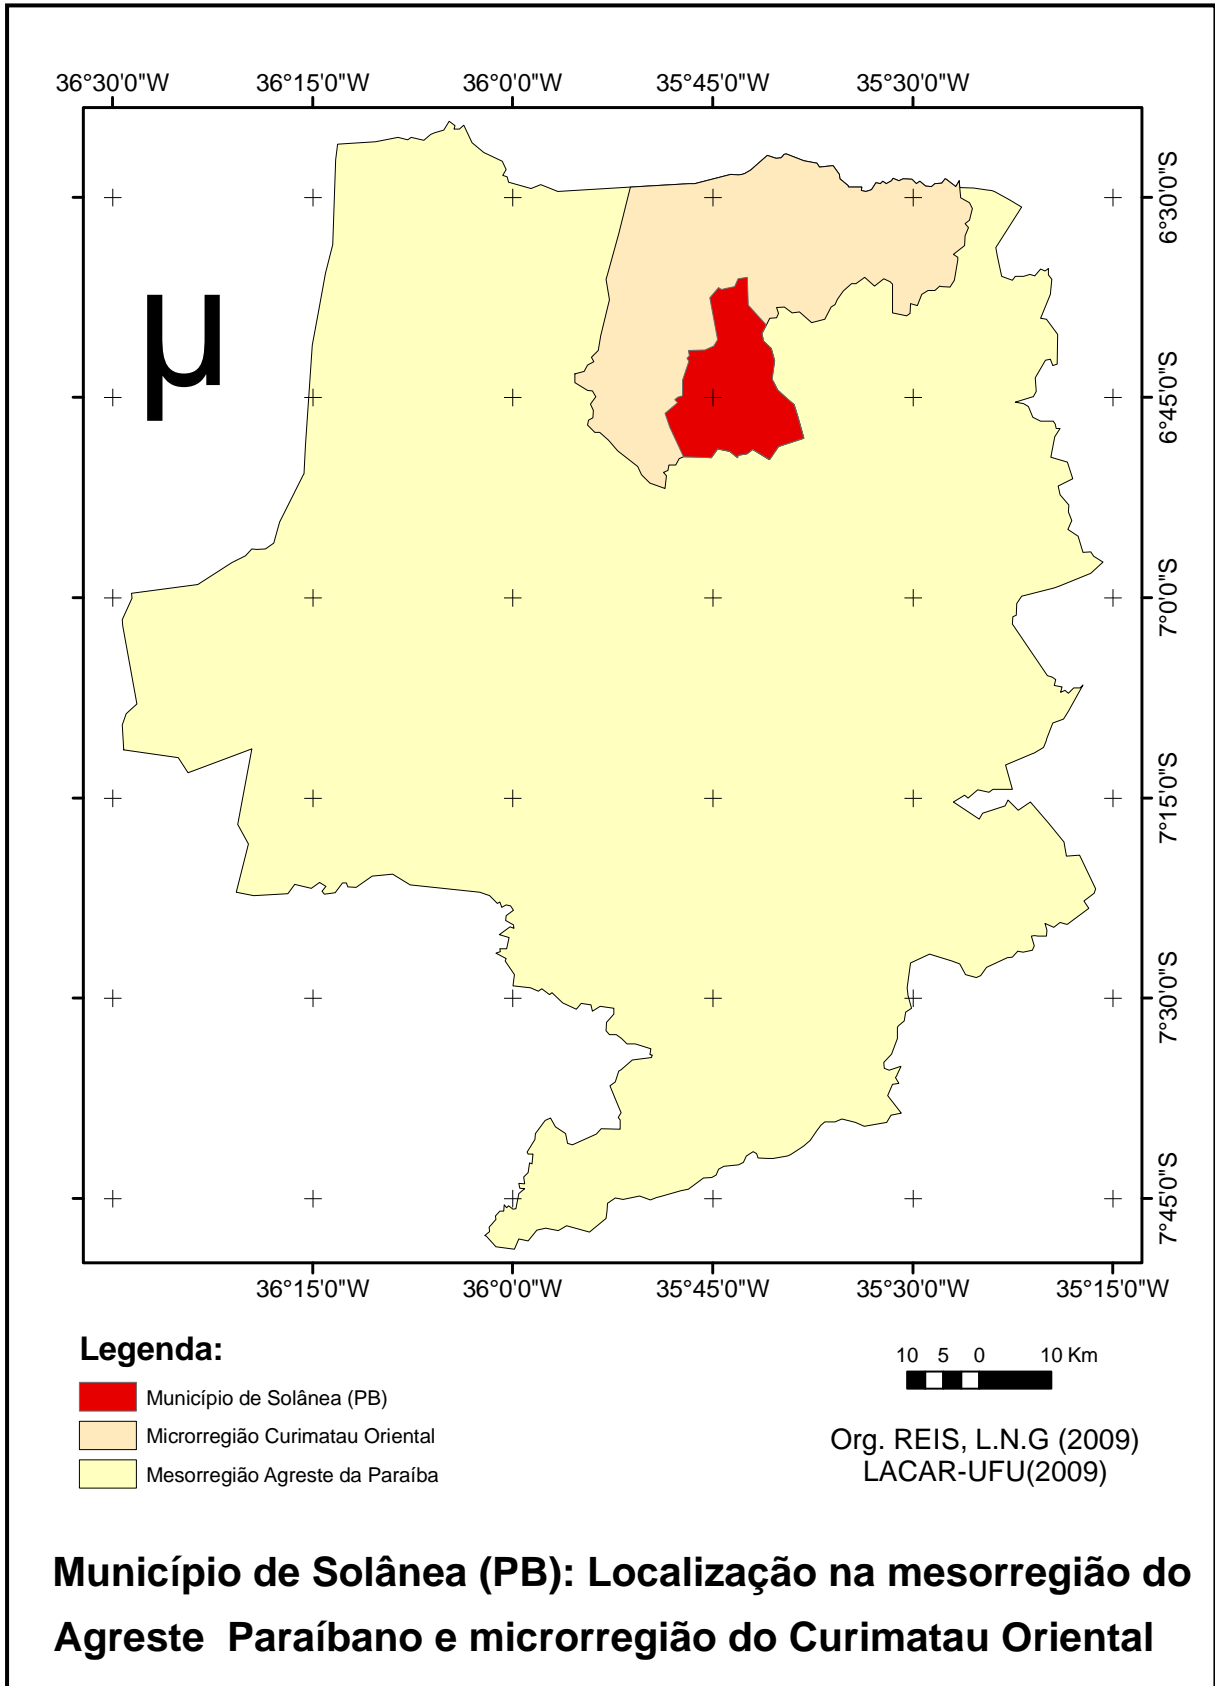 36°30'0"W 36°15'0"W 36°0'0"W 35°45'0"W 35°30'0"W
6°30'0"S
6°45'0"S
7°0'0"S
7°15'0"S
7°30'0"S
7°45'0"S
µ
36°15'0"W 36°0'0"W 35°45'0"W 35°30'0"W 35°15'0"W
Legenda:
Município de Solânea (PB)
Microrregião Curimatau Oriental
Mesorregião Agreste da Paraíba
10 5 0 10 Km
Org. REIS, L.N.G (2009)
LACAR-UFU(2009)
Município de Solânea (PB): Localização na mesorregião do
Agreste Paraíbano e microrregião do Curimatau Oriental